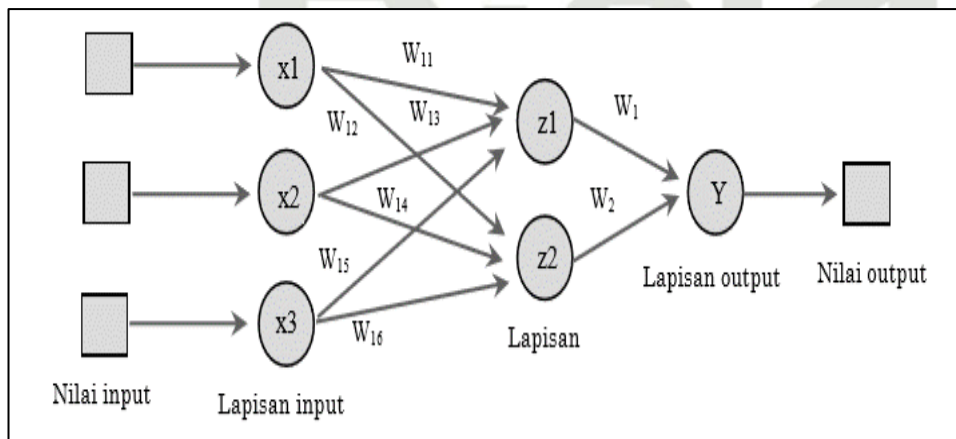 x1
x2
x3
W₁₁
W₁₂
W₁₃
W₁₄
W₁₅
W₁₆
z1
z2
W₁
W₂
Y
Nilai input
Lapisan input
Lapisan
Lapisan output
Nilai output